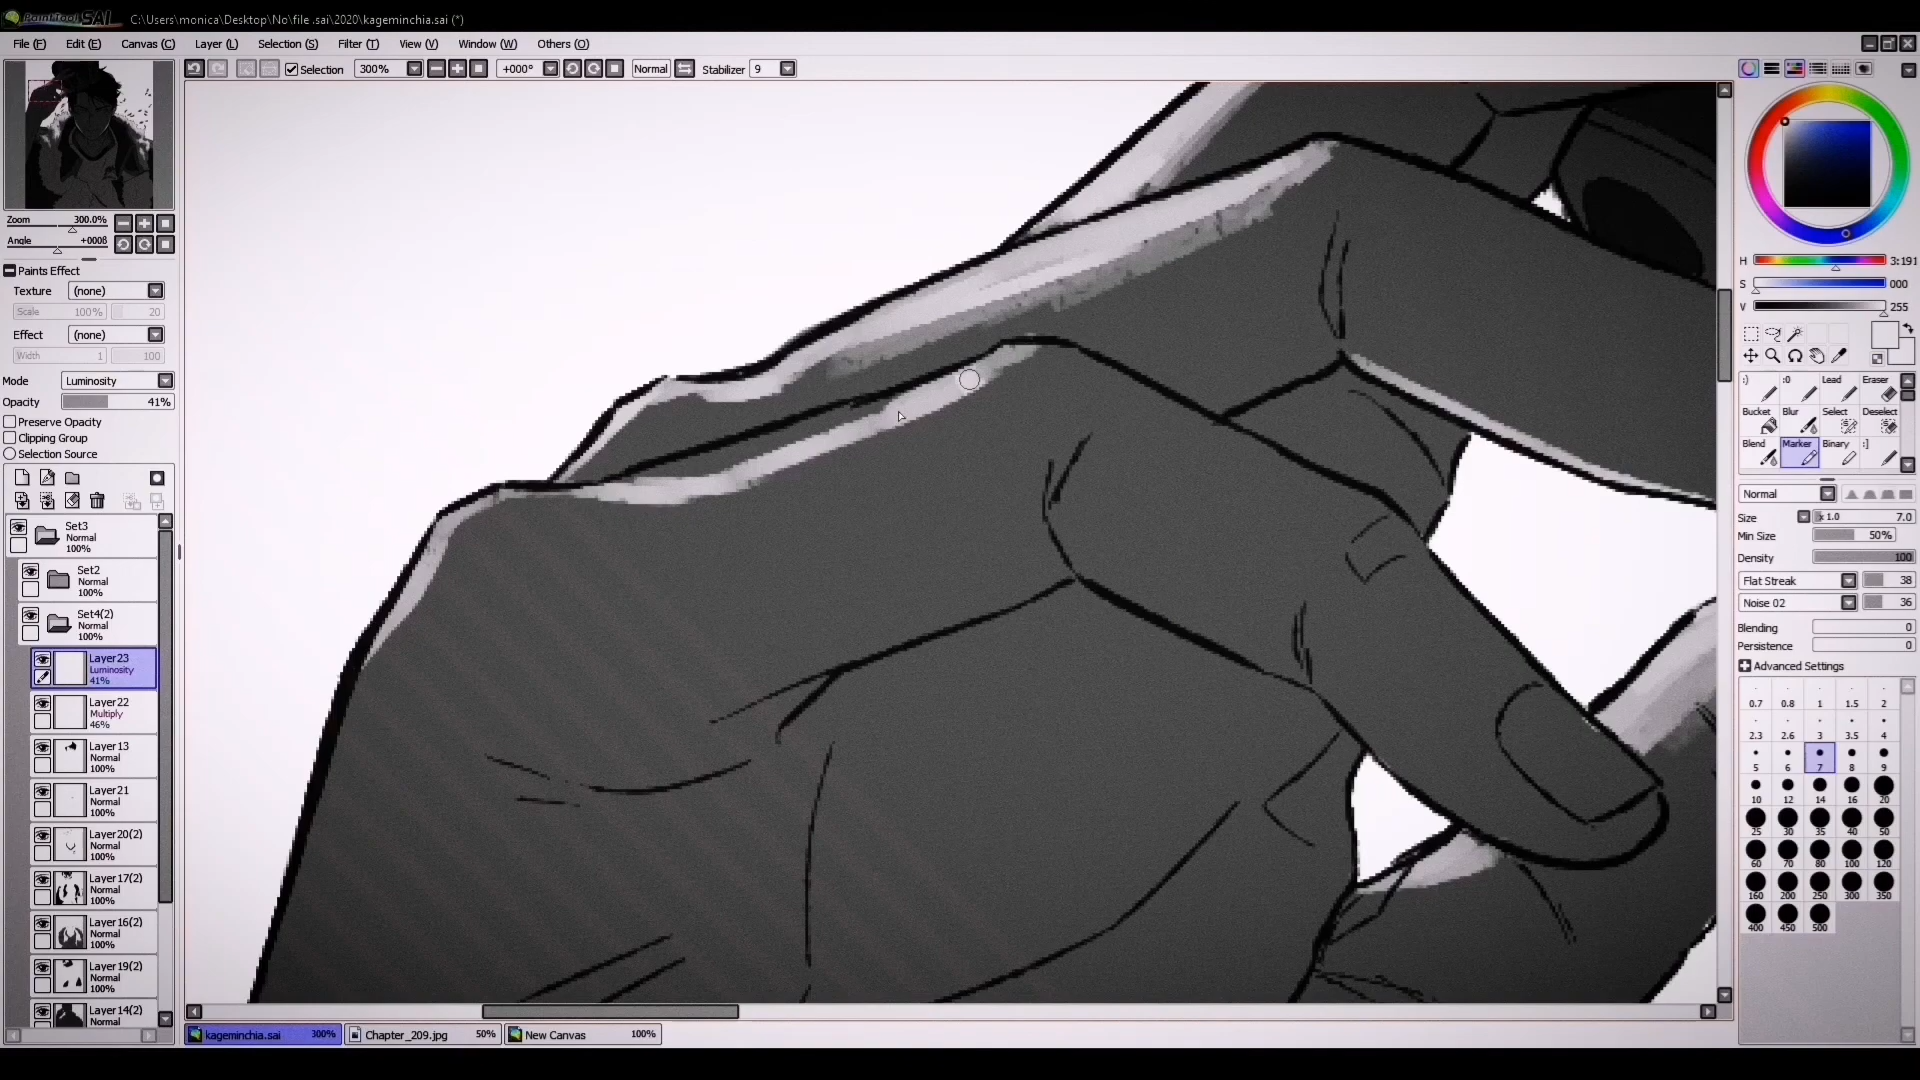 PaintTool SAI C:\Users\monica\Desktop\No\file .sai\2020\kageminchia.sai (*)
File (F) Edit (E) Canvas (C) Layer (L) Selection (S) Filter (T) View (V) Window (W) Others (O)
Selection 300% +000° Normal Stabilizer 9
Zoom 300.0%
Angle +0008
Paints Effect
Texture (none)
Scale 100% 20
Effect (none)
Width 1 100
Mode Luminosity
Opacity 41%
Preserve Opacity
Clipping Group
Selection Source
Set3
Normal
100%
Set2
Normal
100%
Set4(2)
Normal
100%
Layer23
Luminosity
41%
Layer22
Multiply
46%
Layer13
Normal
100%
Layer21
Normal
100%
Layer20(2)
Normal
100%
Layer17(2)
Normal
100%
Layer16(2)
Normal
100%
Layer19(2)
Normal
100%
Layer14(2)
Normal
kageminchia.sai 300% Chapter_209.jpg 50% New Canvas 100%
H 3:191
S 000
V 255
:) :0 Lead Eraser
Bucket Blur Select Deselect
Blend Marker Binary :]
Normal
Size x 1.0 7.0
Min Size 50%
Density 100
Flat Streak 38
Noise 02 36
Blending 0
Persistence 0
Advanced Settings
0.7 0.8 1 1.5 2
2.3 2.6 3 3.5 4
5 6 7 8 9
10 12 14 16 20
25 30 35 40 50
60 70 80 100 120
160 200 250 300 350
400 450 500